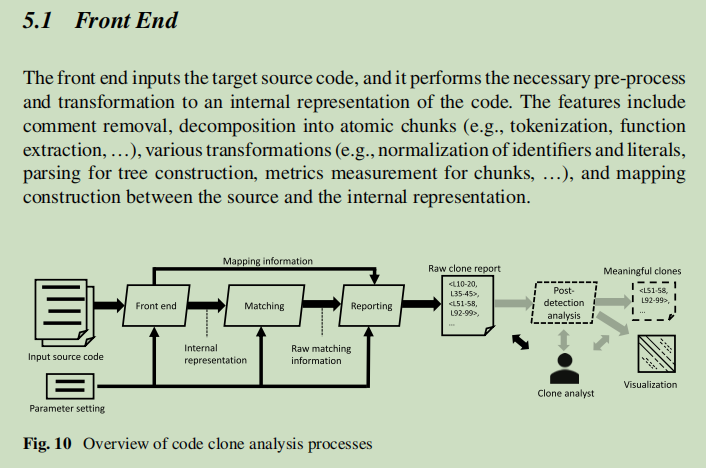 5.1 Front End
The front end inputs the target source code, and it performs the necessary pre-process
and transformation to an internal representation of the code. The features include
comment removal, decomposition into atomic chunks (e.g., tokenization, function
extraction, …), various transformations (e.g., normalization of identifiers and literals,
parsing for tree construction, metrics measurement for chunks, …), and mapping
construction between the source and the internal representation.
Mapping information
Raw clone report
Meaningful clones
Front end
Matching
Reporting
<L10-20,
L35-45>,
<L51-58,
L92-99>,
...
Post-
detection
analysis
<L51-58,
L92-99>,
...
Input source code
Internal
representation
Raw matching
information
Parameter setting
Clone analyst
Visualization
Fig. 10 Overview of code clone analysis processes